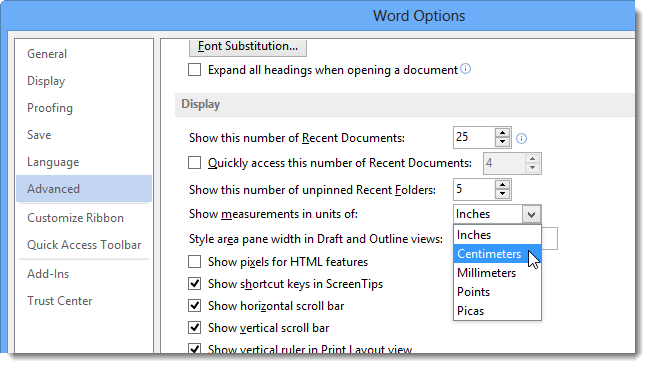 Word Options
General
Display
Proofing
Save
Language
Advanced
Customize Ribbon
Quick Access Toolbar
Add-Ins
Trust Center
Font Substitution...
Expand all headings when opening a document
Display
Show this number of Recent Documents: 25
Quickly access this number of Recent Documents: 4
Show this number of unpinned Recent Folders: 5
Show measurements in units of: Inches
Inches
Centimeters
Millimeters
Points
Picas
Style area pane width in Draft and Outline views:
Show pixels for HTML features
Show shortcut keys in ScreenTips
Show horizontal scroll bar
Show vertical scroll bar
Show vertical ruler in Print Layout view